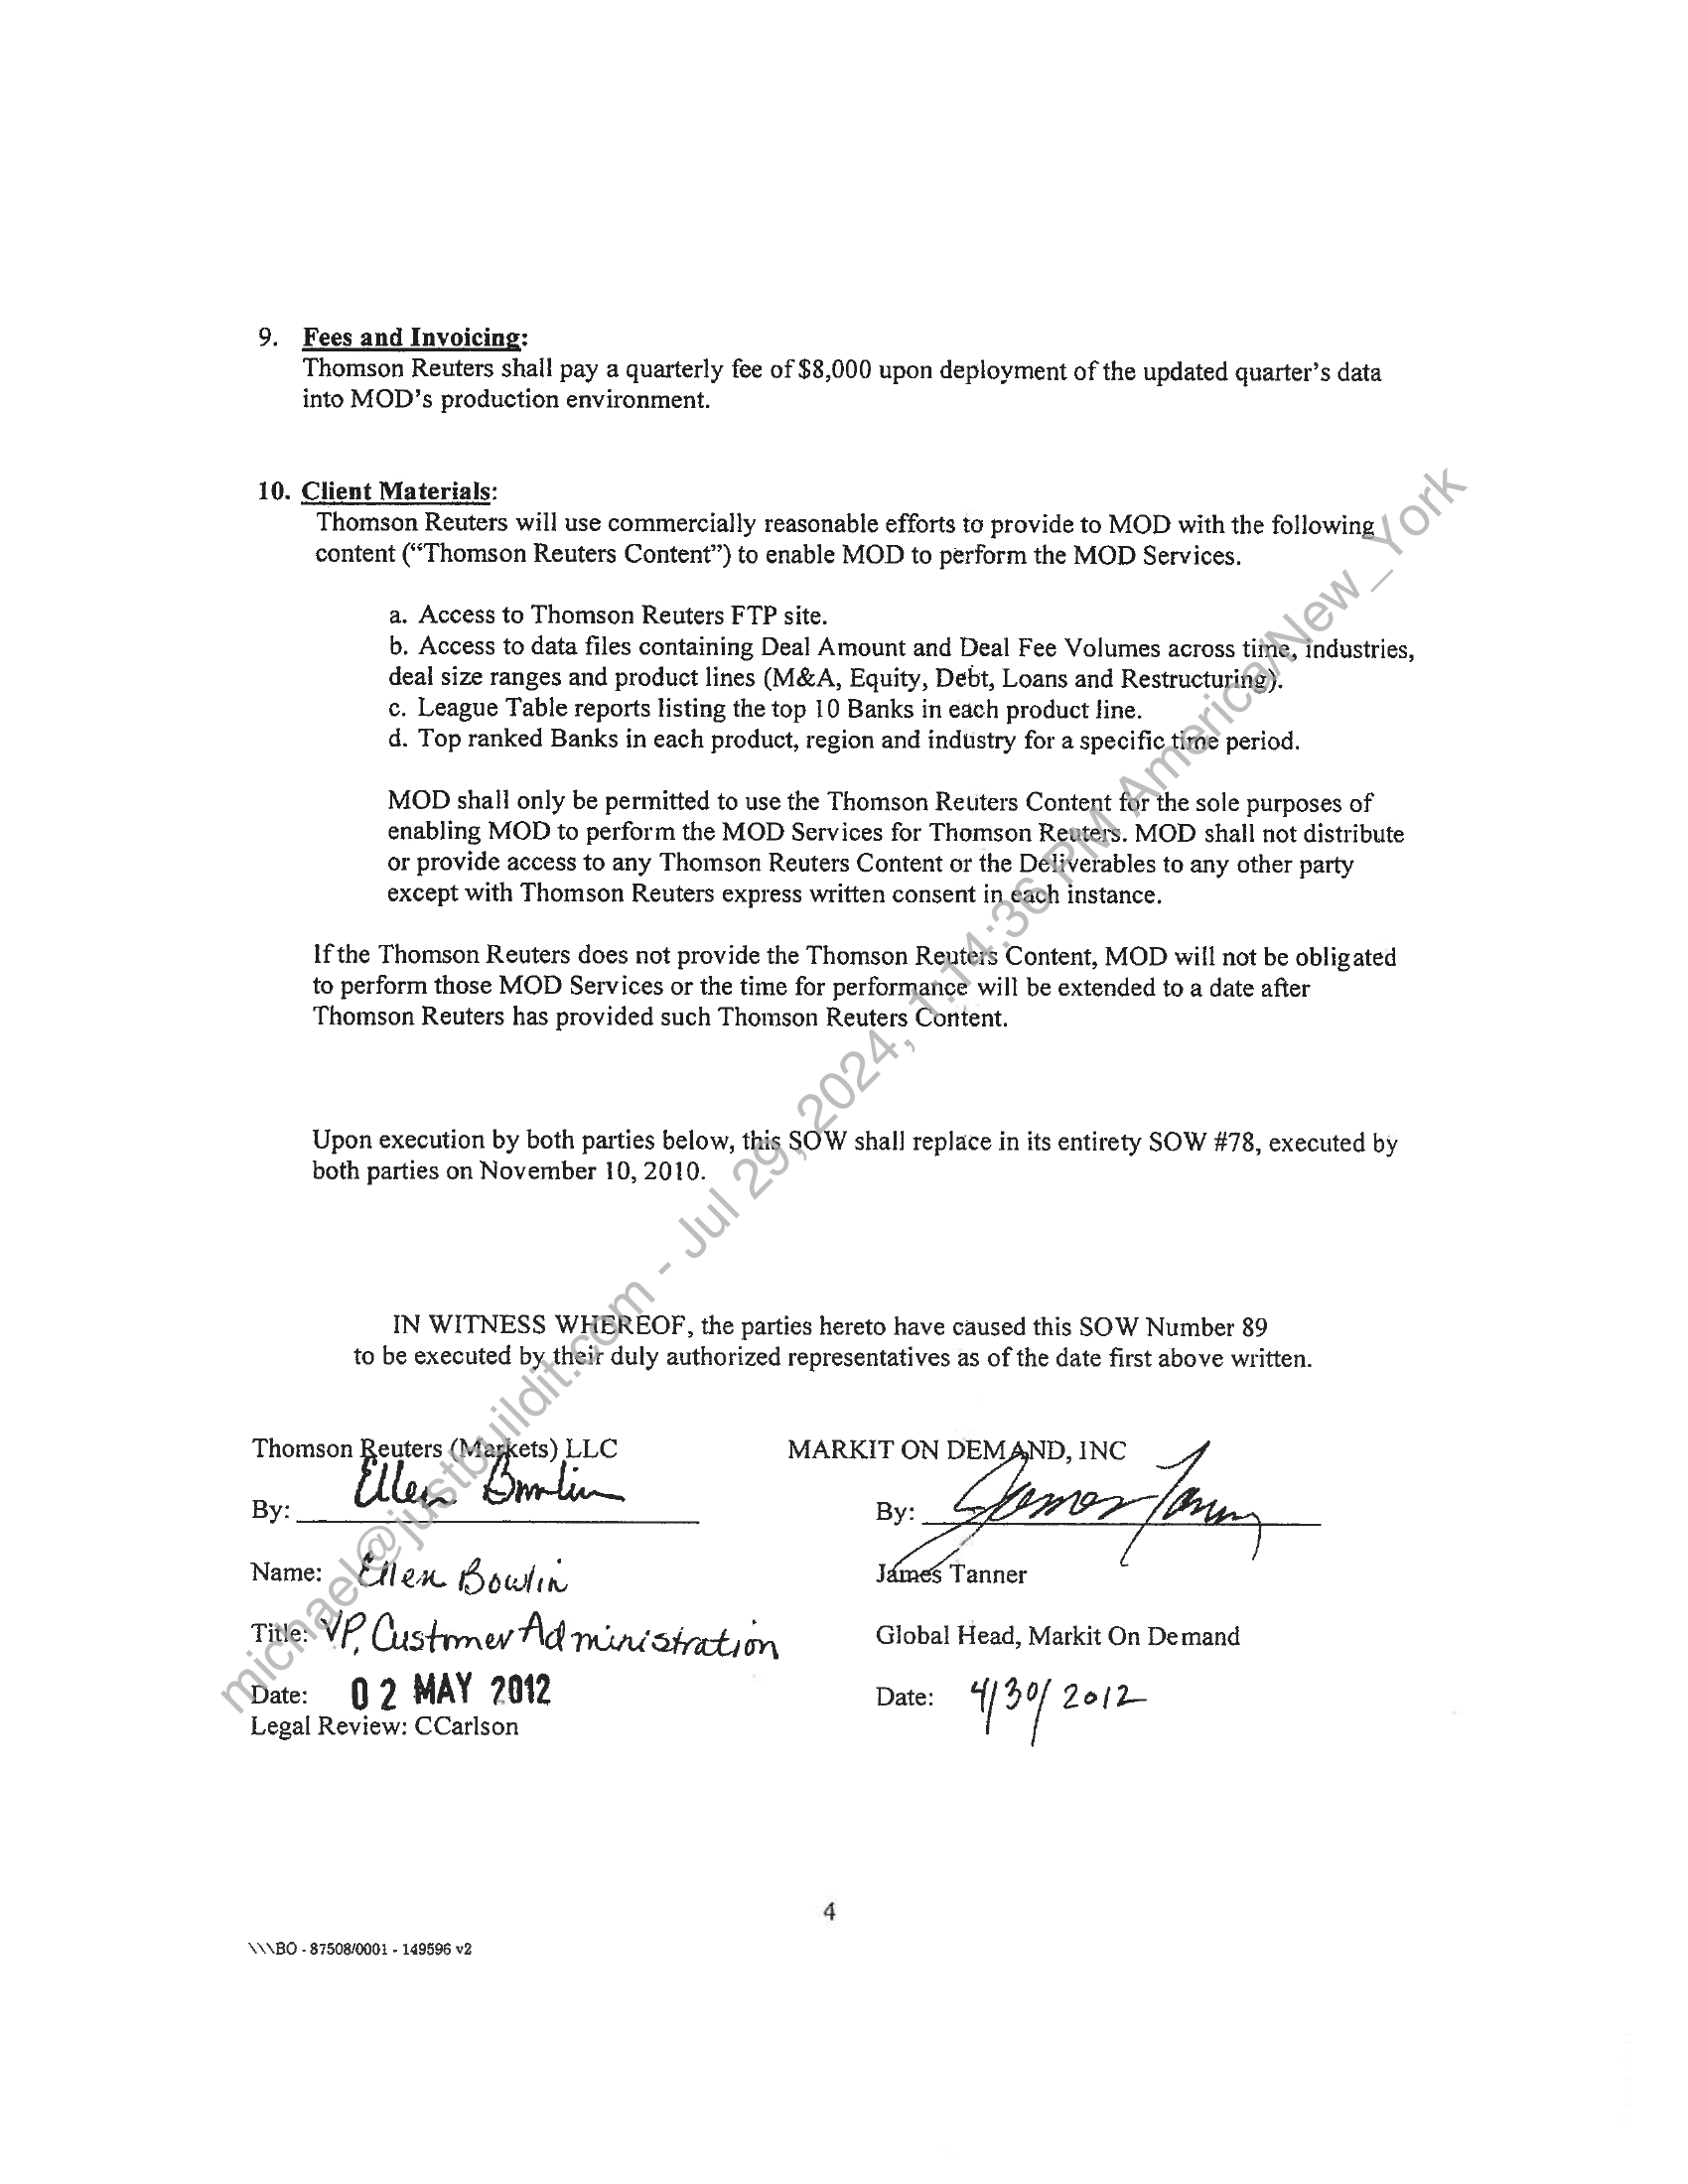 9. Fees and Invoicing:
Thomson Reuters shall pay a quarterly fee of $8,000 upon deployment of the updated quarter's data
into MOD's production environment.
10. Client Materials:
Thomson Reuters will use commercially reasonable efforts to provide to MOD with the following
content ("Thomson Reuters Content") to enable MOD to perform the MOD Services.
a. Access to Thomson Reuters FTP site.
b. Access to data files containing Deal Amount and Deal Fee Volumes across time, industries,
deal size ranges and product lines (M&A, Equity, Debt, Loans and Restructuring).
c. League Table reports listing the top 10 Banks in each product line.
d. Top ranked Banks in each product, region and industry for a specific time period.
MOD shall only be permitted to use the Thomson Reuters Content for the sole purposes of
enabling MOD to perform the MOD Services for Thomson Reuters. MOD shall not distribute
or provide access to any Thomson Reuters Content or the Deliverables to any other party
except with Thomson Reuters express written consent in each instance.
If the Thomson Reuters does not provide the Thomson Reuters Content, MOD will not be obligated
to perform those MOD Services or the time for performance will be extended to a date after
Thomson Reuters has provided such Thomson Reuters Content.
Upon execution by both parties below, this SOW shall replace in its entirety SOW #78, executed by
both parties on November 10, 2010.
IN WITNESS WHEREOF, the parties hereto have caused this SOW Number 89
to be executed by their duly authorized representatives as of the date first above written.
Thomson Reuters (Markets) LLC
By: Ellen Bowlin
Name: Ellen Bowlin
Title: VP, Customer Administration
Date: 02 MAY 2012
Legal Review: CCarlson
MARKIT ON DEMAND, INC
By: James Tanner
James Tanner
Global Head, Markit On Demand
Date: 4/30/2012
4
\\\BO - 87508/0001 - 149596 v2
michael@justbuildit.com - Jul 29, 2024, 1:14:36 PM America/New_York